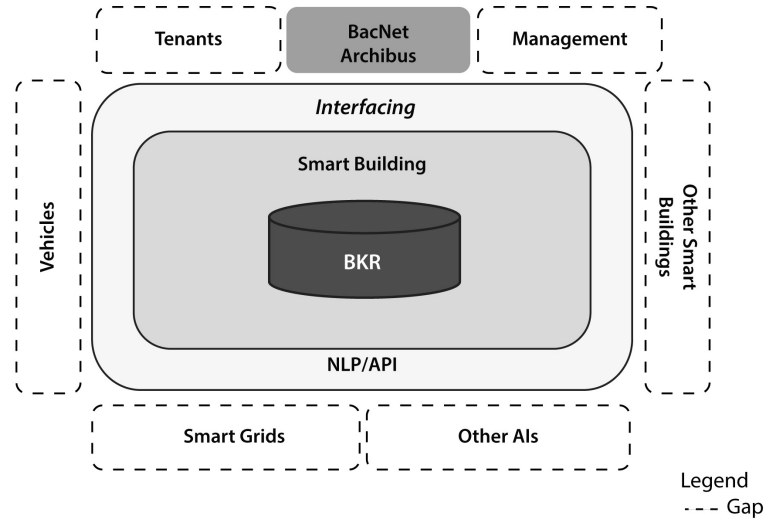 Tenants
BacNet
Archibus
Management
Interfacing
Smart Building
BKR
NLP/API
Vehicles
Other Smart
Buildings
Smart Grids
Other AIs
Legend
Gap